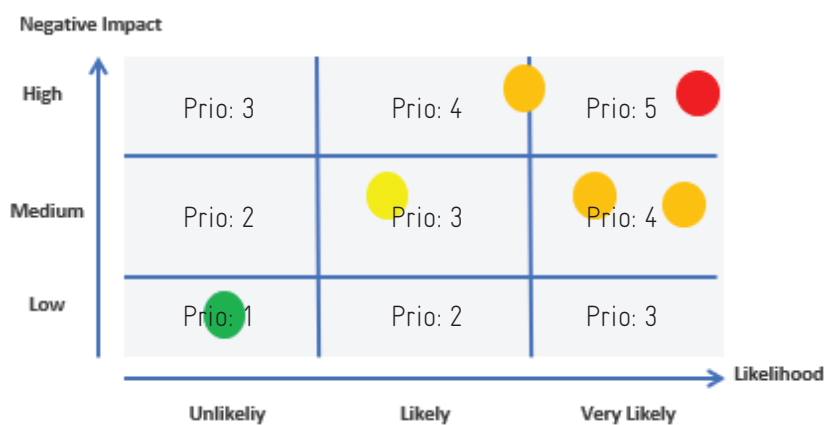 Negative Impact
High
Prio: 3
Prio: 4
Prio: 5
Medium
Prio: 2
Prio: 3
Prio: 4
Low
Prio: 1
Prio: 2
Prio: 3
Likelihood
Unlikeliy
Likely
Very Likely